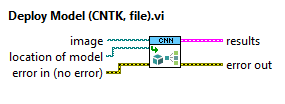 Deploy Model (CNTK, file).vi
image
location of model
error in (no error)
CNN
results
error out